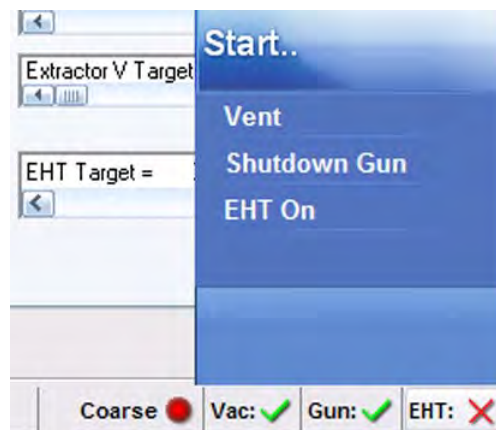 Start..
Extractor V Target
Vent
Shutdown Gun
EHT Target =
EHT On
Coarse Vac: Gun: EHT: